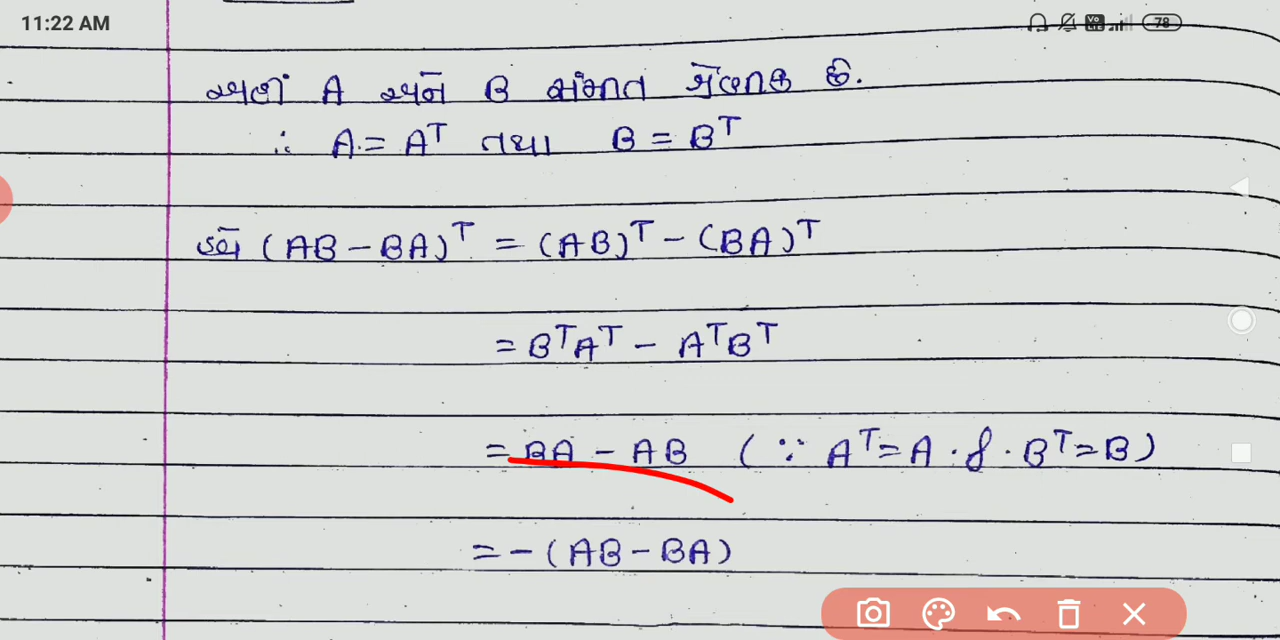 11:22 AM
78
અહીં A અને B સંમિત શ્રેણિક છે.
∴ A = Aᵀ તથા B = Bᵀ
હવે (AB - BA)ᵀ = (AB)ᵀ - (BA)ᵀ
= BᵀAᵀ - AᵀBᵀ
= BA - AB (∵ Aᵀ = A . & . Bᵀ = B)
= - (AB - BA)